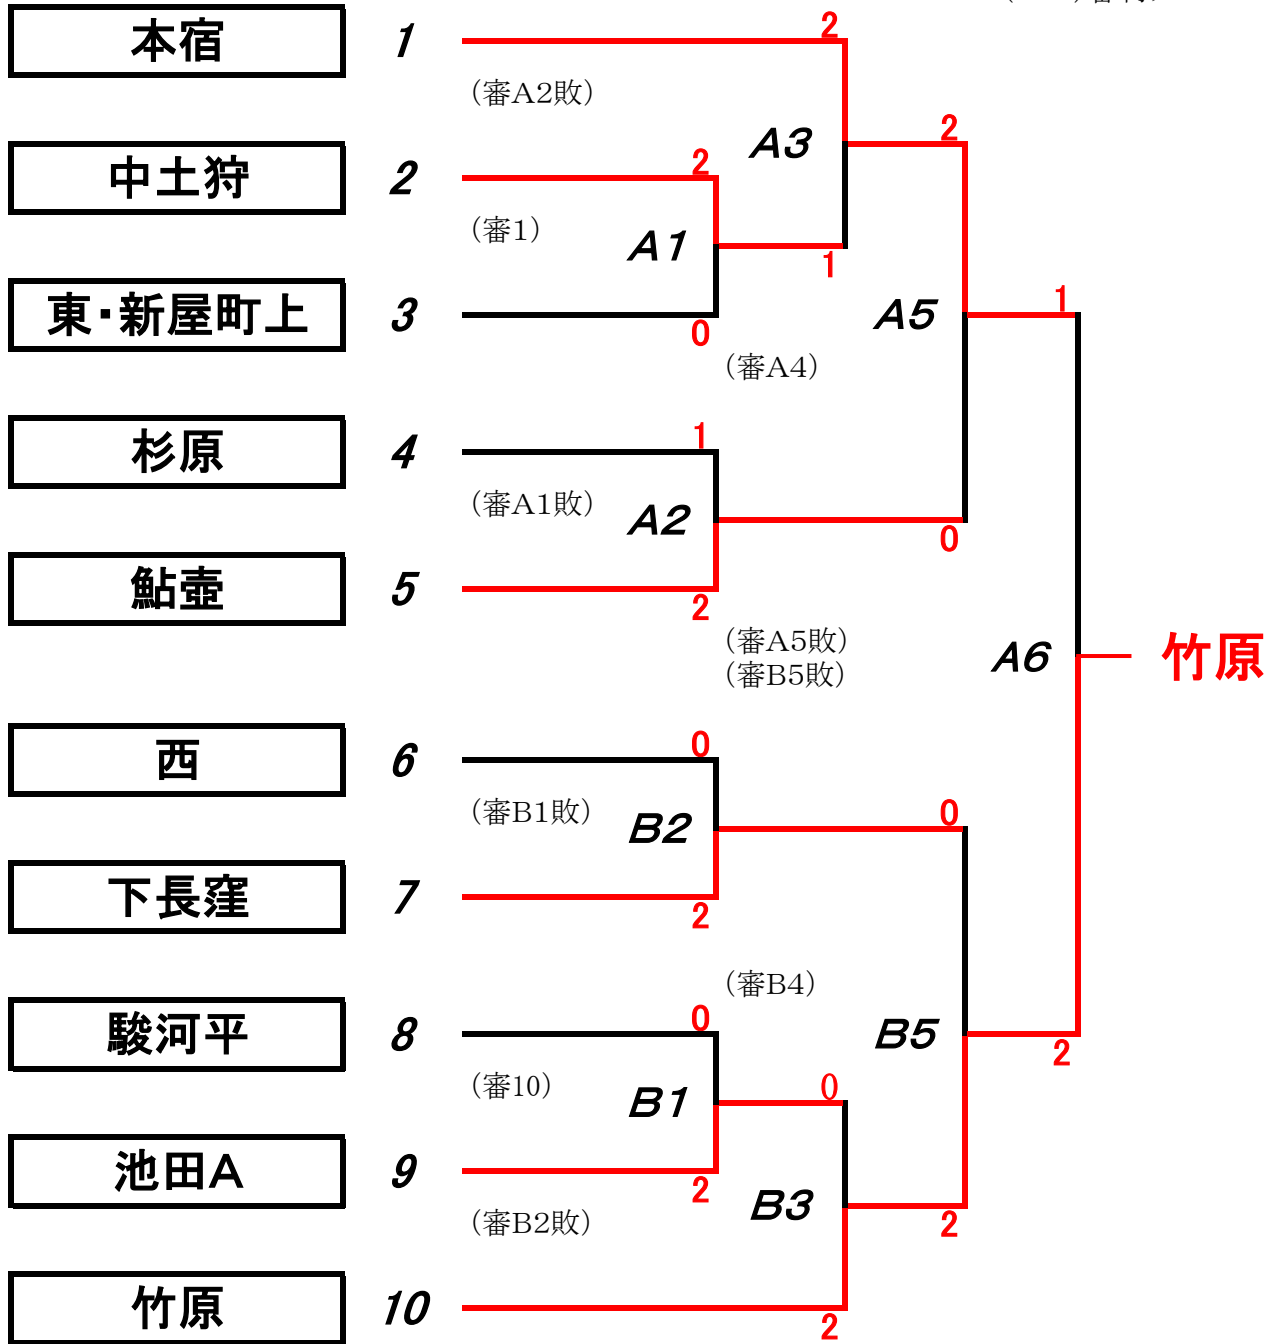 本宿 1 2
(審A2敗)
A3 2
中土狩 2 2
(審1)
A1
1
東・新屋町上 3 0
A5 1
(審A4)
杉原 4 1
(審A1敗)
A2
0
鮎壺 5 2
(審A5敗)
(審B5敗)
A6 竹原
西 6 0
(審B1敗)
B2
0
下長窪 7 2
(審B4)
駿河平 8 0
B5 2
(審10)
B1
0
池田A 9 2
(審B2敗)
B3
2
竹原 10 2